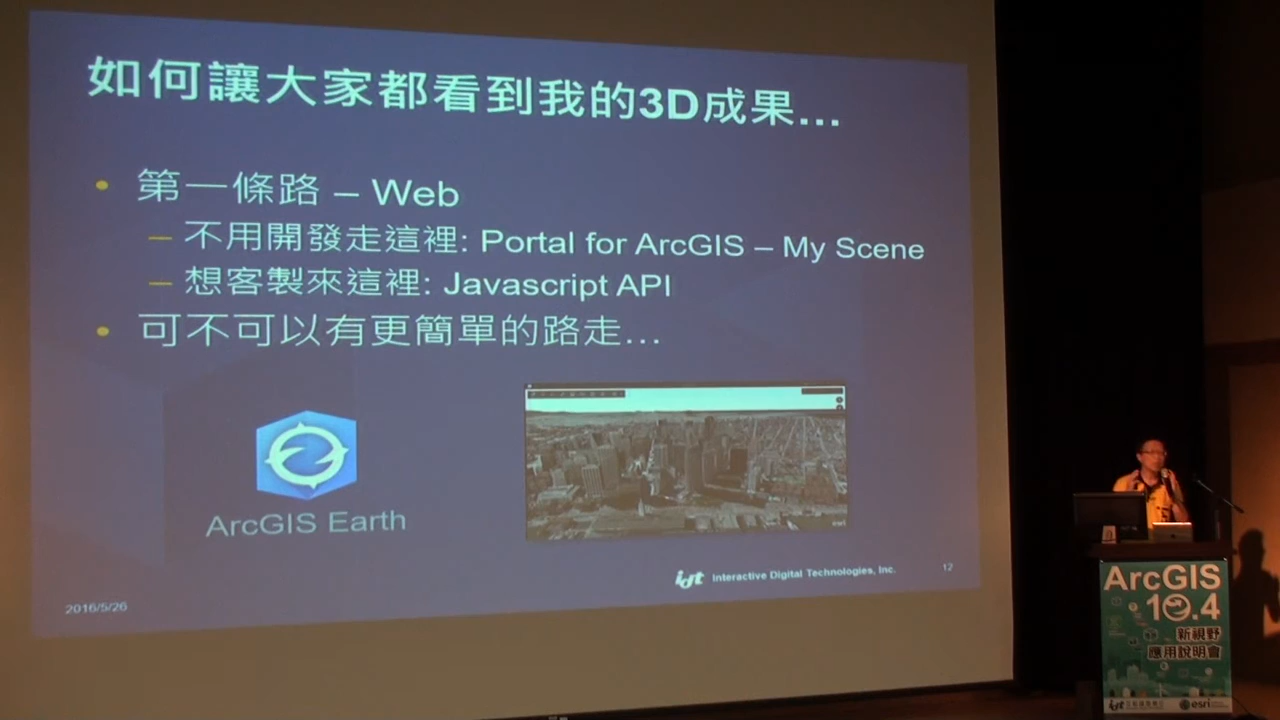 如何讓大家都看到我的3D成果...
• 第一條路 – Web
– 不用開發走這裡: Portal for ArcGIS – My Scene
– 想客製來這裡: Javascript API
• 可不可以有更簡單的路走...
ArcGIS Earth
idt Interactive Digital Technologies, Inc.
12
2016/5/26
ArcGIS
10.4
新視野
應用說明會
idt
esri